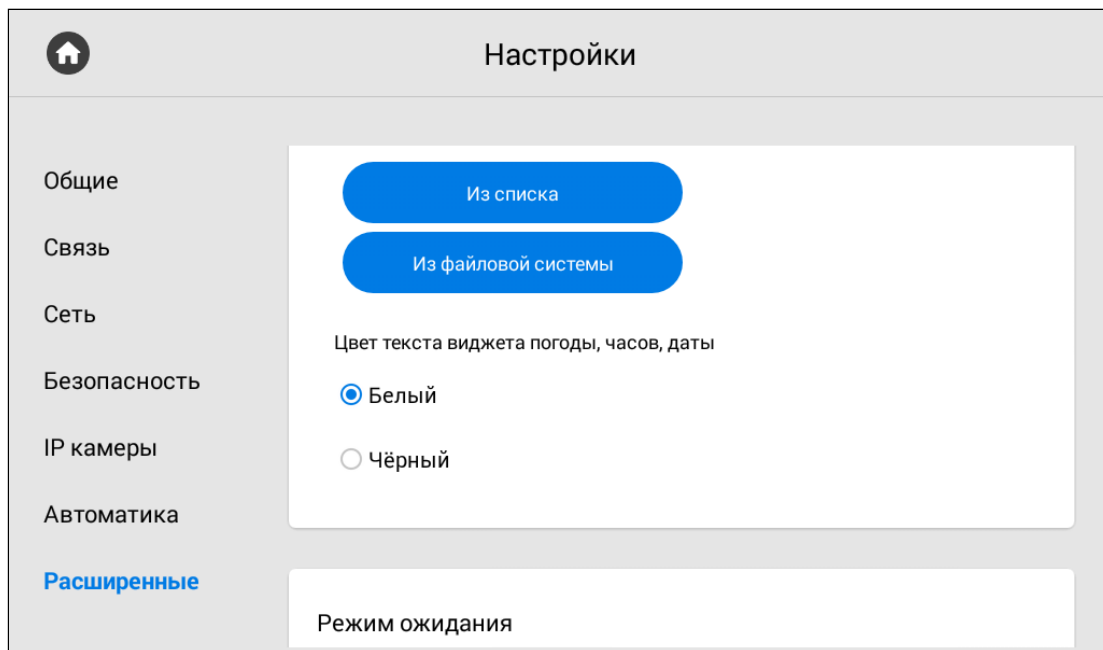 Настройки
Общие
Связь
Сеть
Безопасность
IP камеры
Автоматика
Расширенные
Из списка
Из файловой системы
Цвет текста виджета погоды, часов, даты
Белый
Чёрный
Режим ожидания